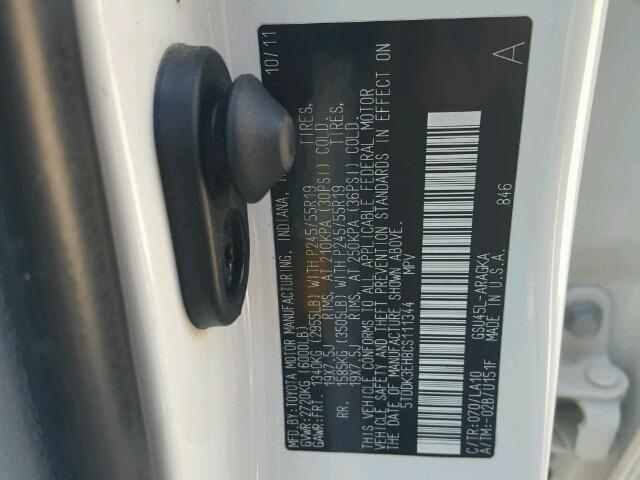 MFD. BY: TOYOTA MOTOR MANUFACTURING, INDIANA, 10/11
GVWR: 2720KG (6000LB)
GAWR: FRT. 1340KG (2955LB) WITH P245/55R19 TIRES,
19X7.5J RIMS, AT 210KPA (30PSI) COLD.
RR. 1585KG (3505LB) WITH P245/55R19 TIRES,
19X7.5J RIMS, AT 250KPA (36PSI) COLD.
THIS VEHICLE CONFORMS TO ALL APPLICABLE FEDERAL MOTOR
VEHICLE SAFETY AND THEFT PREVENTION STANDARDS IN EFFECT ON
DATE OF MANUFACTURE SHOWN ABOVE.
5TDDK3EH8CS111344 MPV
A
C/TR:070/LA10 GSU45L-ARAGKA 846
A/TM:-02B/U151F MADE IN U.S.A.